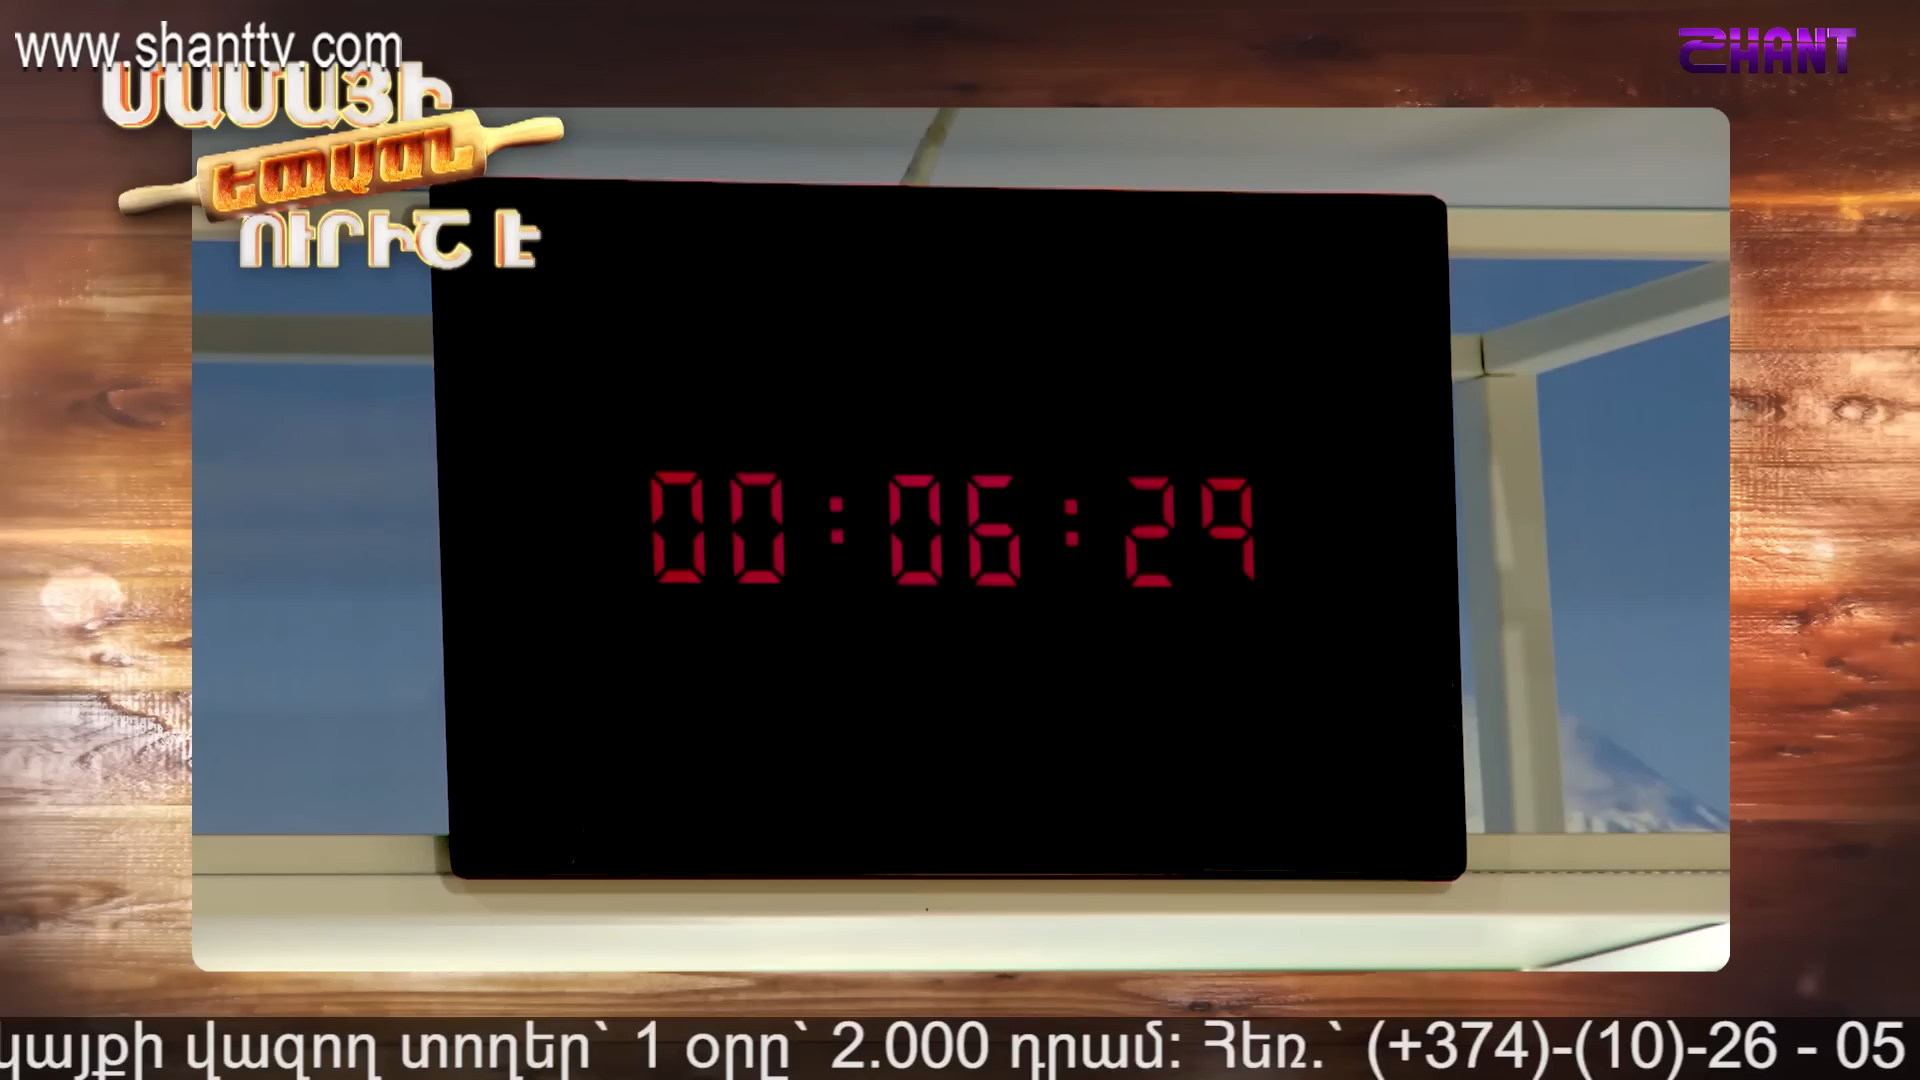 www.shanttv.com
SHANT
ՄԱՄԱՅԻ
ԵՓԱԾՆ
ՈՒՐԻՇ Է
00:06:29
կայքի վազող տողեր՝ 1 օրը՝ 2.000 դրամ: Հեռ.՝ (+374)-(10)-26 - 05